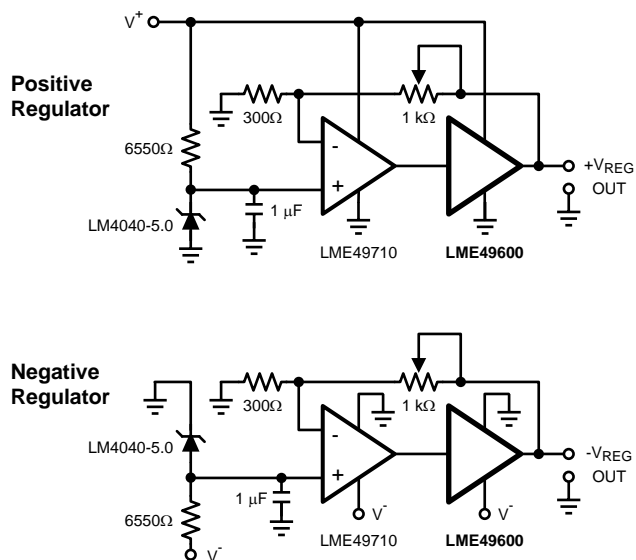 V+
Positive
Regulator
300Ω
1 kΩ
6550Ω
-
+
+VREG
OUT
LM4040-5.0
1 μF
LME49710
LME49600
Negative
Regulator
300Ω
1 kΩ
LM4040-5.0
-
+
-VREG
OUT
1 μF
6550Ω
V-
V-
LME49710
LME49600
V-